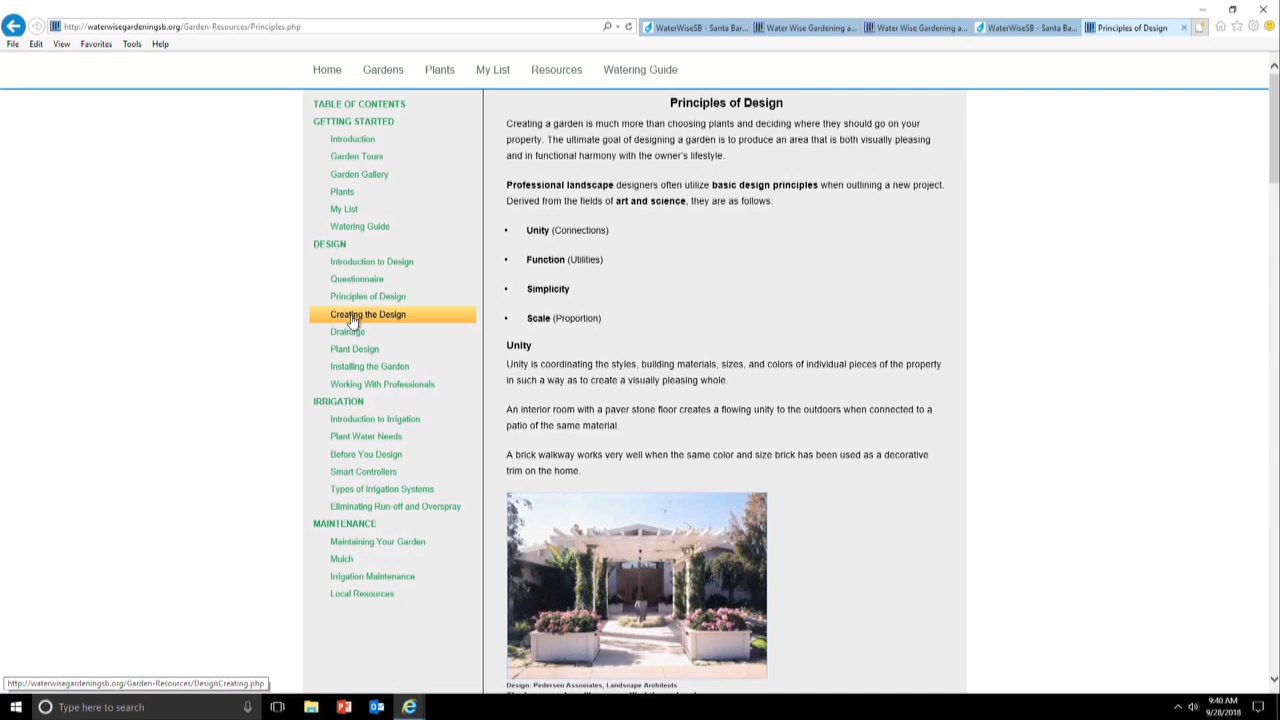 http://waterwisegardeningsb.org/Garden-Resources/Principles.php
WaterWiseSB - Santa Bar...
Water Wise Gardening a...
Water Wise Gardening a...
WaterWiseSB - Santa Ba...
Principles of Design
File Edit View Favorites Tools Help
Home Gardens Plants My List Resources Watering Guide
TABLE OF CONTENTS
GETTING STARTED
Introduction
Garden Tours
Garden Gallery
Plants
My List
Watering Guide
DESIGN
Introduction to Design
Questionnaire
Principles of Design
Creating the Design
Drainage
Plant Design
Installing the Garden
Working With Professionals
IRRIGATION
Introduction to Irrigation
Plant Water Needs
Before You Design
Smart Controllers
Types of Irrigation Systems
Eliminating Run-off and Overspray
MAINTENANCE
Maintaining Your Garden
Mulch
Irrigation Maintenance
Local Resources
Principles of Design
Creating a garden is much more than choosing plants and deciding where they should go on your
property. The ultimate goal of designing a garden is to produce an area that is both visually pleasing
and in functional harmony with the owner's lifestyle.
Professional landscape designers often utilize basic design principles when outlining a new project.
Derived from the fields of art and science, they are as follows:
• Unity (Connections)
• Function (Utilities)
• Simplicity
• Scale (Proportion)
Unity
Unity is coordinating the styles, building materials, sizes, and colors of individual pieces of the property
in such a way as to create a visually pleasing whole.
An interior room with a paver stone floor creates a flowing unity to the outdoors when connected to a
patio of the same material.
A brick walkway works very well when the same color and size brick has been used as a decorative
trim on the home.
Design: Pedersen Associates, Landscape Architects
http://waterwisegardeningsb.org/Garden-Resources/DesignCreating.php
Type here to search
9:40 AM
9/28/2018